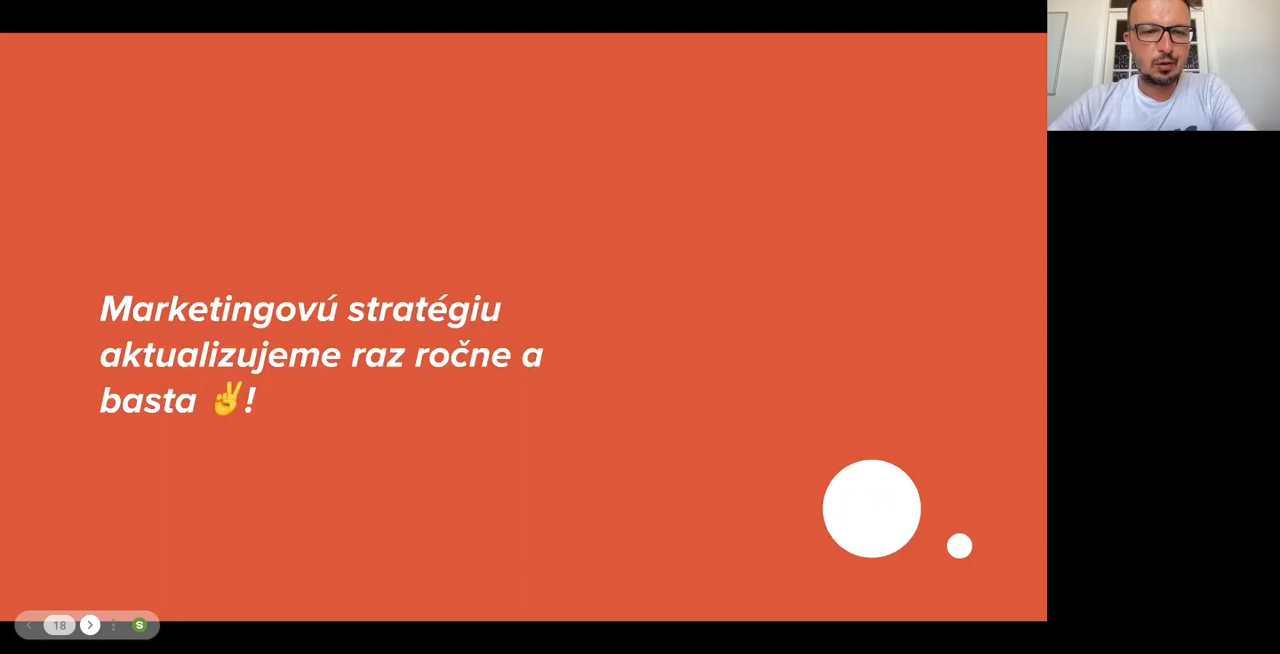 Marketingovú stratégiu
aktualizujeme raz ročne a
basta ✌️!
18
S